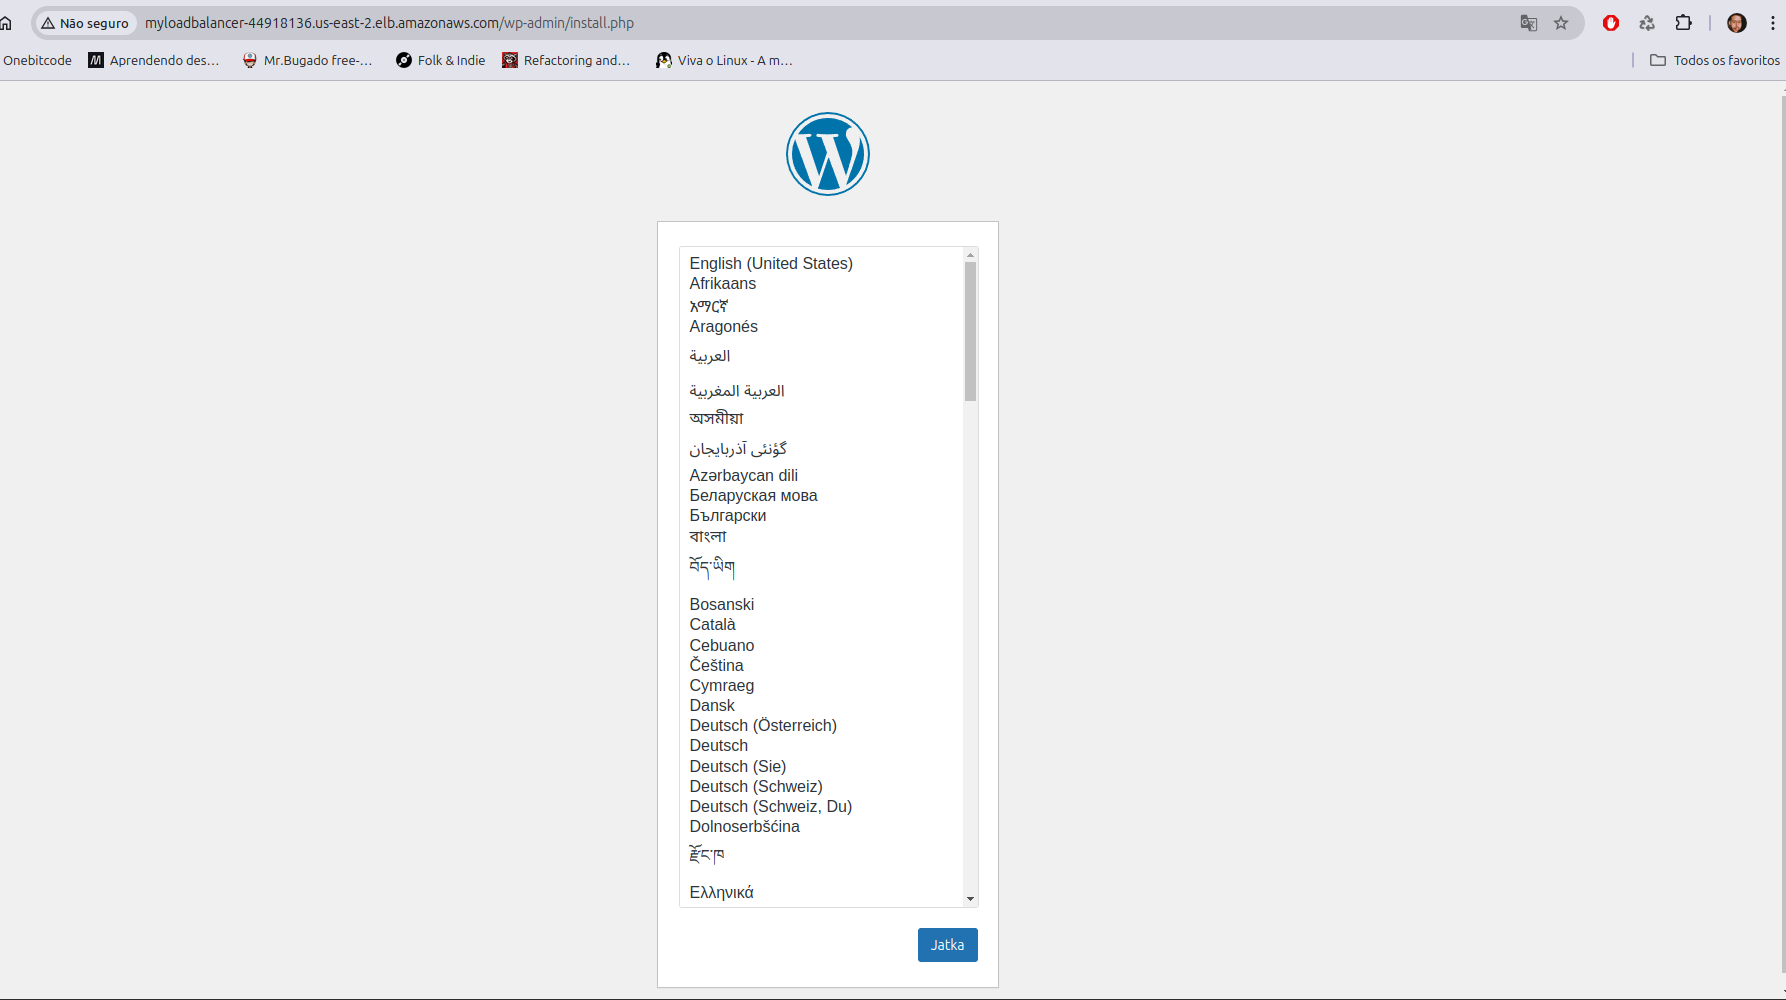 Não seguro
myloadbalancer-44918136.us-east-2.elb.amazonaws.com/wp-admin/install.php
Onebitcode
Aprendendo des…
Mr.Bugado free-…
Folk & Indie
Refactoring and…
Viva o Linux - A m…
Todos os favoritos
English (United States)
Afrikaans
አማርኛ
Aragonés
العربية
العربية المغربية
অসমীয়া
گؤنئی آذربایجان
Azərbaycan dili
Беларуская мова
Български
বাংলা
བོད་ཡིག
Bosanski
Català
Cebuano
Čeština
Cymraeg
Dansk
Deutsch (Österreich)
Deutsch
Deutsch (Sie)
Deutsch (Schweiz)
Deutsch (Schweiz, Du)
Dolnoserbšćina
རྫོང་ཁ
Ελληνικά
Jatka